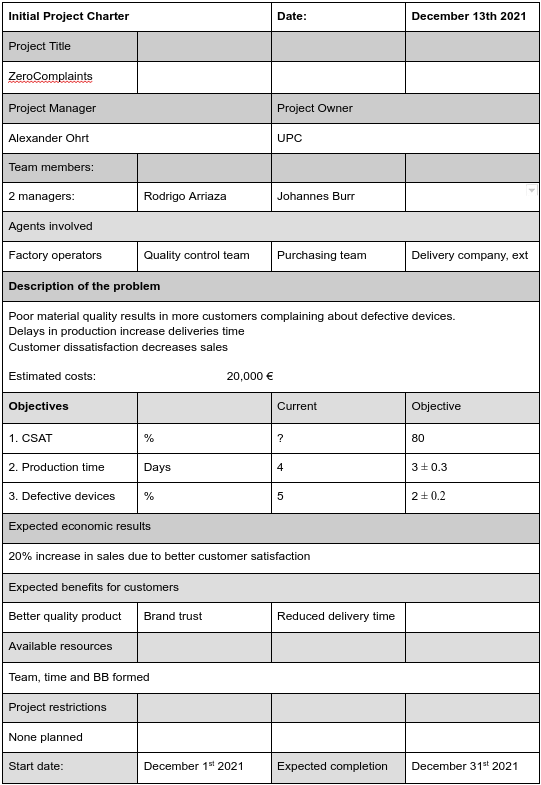 Initial Project Charter Date: December 13th 2021
Project Title
ZeroComplaints
Project Manager Project Owner
Alexander Ohrt UPC
Team members:
2 managers: Rodrigo Arriaza Johannes Burr
Agents involved
Factory operators Quality control team Purchasing team Delivery company, ext
Description of the problem
Poor material quality results in more customers complaining about defective devices.
Delays in production increase deliveries time
Customer dissatisfaction decreases sales
Estimated costs: 20,000 €
Objectives Current Objective
1. CSAT % ? 80
2. Production time Days 4 3 ± 0.3
3. Defective devices % 5 2 ± 0.2
Expected economic results
20% increase in sales due to better customer satisfaction
Expected benefits for customers
Better quality product Brand trust Reduced delivery time
Available resources
Team, time and BB formed
Project restrictions
None planned
Start date: December 1st 2021 Expected completion December 31st 2021